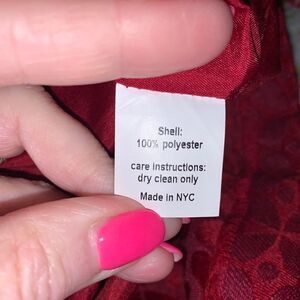 Shell:
100% polyester
care instructions:
dry clean only
Made in NYC